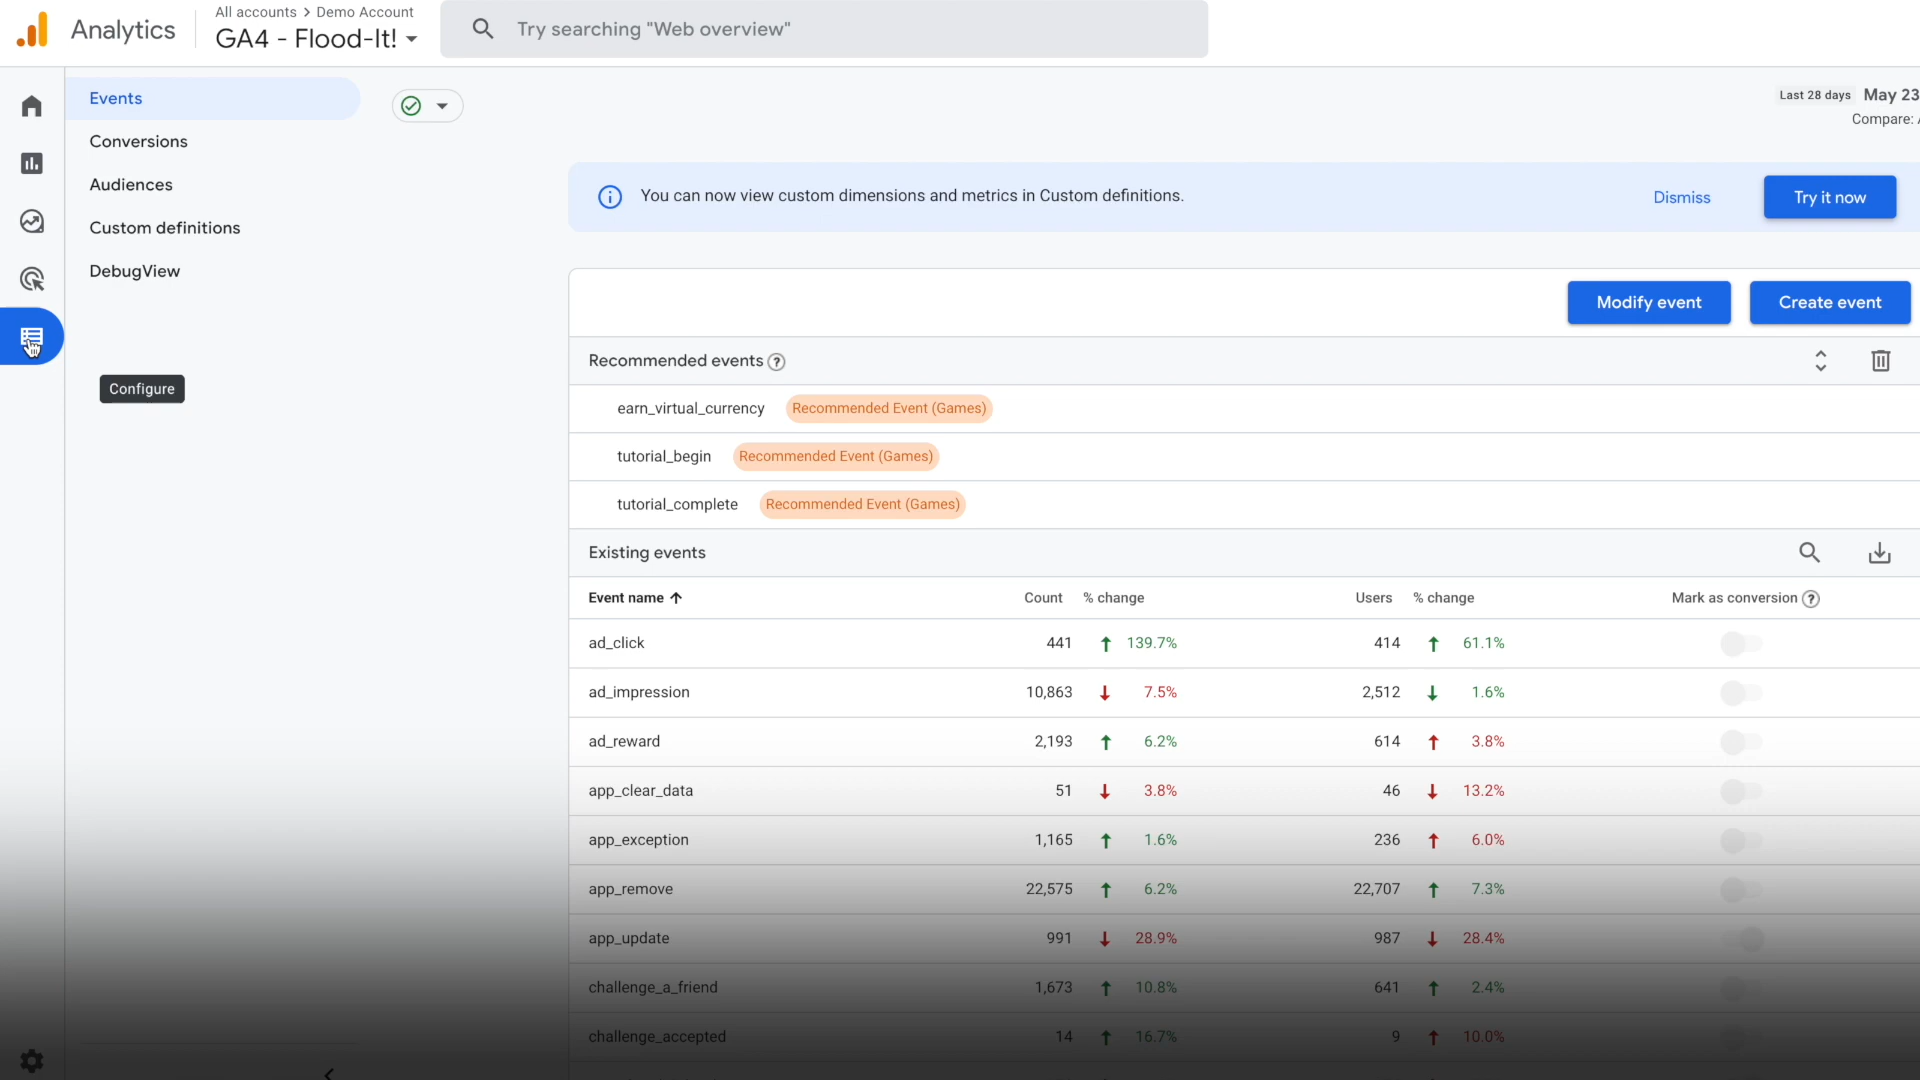 Analytics
All accounts > Demo Account
GA4 - Flood-It!
Try searching "Web overview"
Events
Conversions
Audiences
Custom definitions
DebugView
Configure
Last 28 days May 23
Compare:
You can now view custom dimensions and metrics in Custom definitions.
Dismiss
Try it now
Modify event
Create event
Recommended events
earn_virtual_currency Recommended Event (Games)
tutorial_begin Recommended Event (Games)
tutorial_complete Recommended Event (Games)
Existing events
Event name Count % change Users % change Mark as conversion
ad_click 441 139.7% 414 61.1%
ad_impression 10,863 7.5% 2,512 1.6%
ad_reward 2,193 6.2% 614 3.8%
app_clear_data 51 3.8% 46 13.2%
app_exception 1,165 1.6% 236 6.0%
app_remove 22,575 6.2% 22,707 7.3%
app_update 991 28.9% 987 28.4%
challenge_a_friend 1,673 10.8% 641 2.4%
challenge_accepted 14 16.7% 9 10.0%